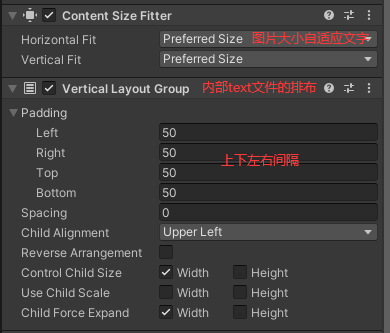 Content Size Fitter
Horizontal Fit Preferred Size 图片大小自适应文字
Vertical Fit Preferred Size
Vertical Layout Group 内部text文件的排布
Padding
Left 50
Right 50
上下左右间隔
Top 50
Bottom 50
Spacing 0
Child Alignment Upper Left
Reverse Arrangement
Control Child Size Width Height
Use Child Scale Width Height
Child Force Expand Width Height